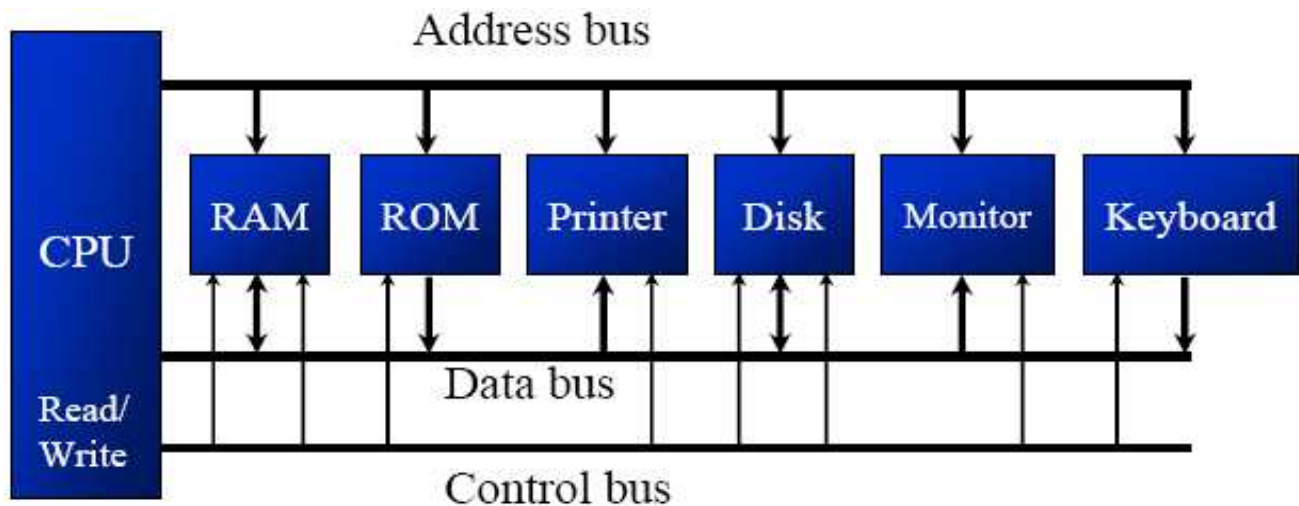 Address bus
RAM
ROM
Printer
Disk
Monitor
Keyboard
CPU
Data bus
Read/
Write
Control bus